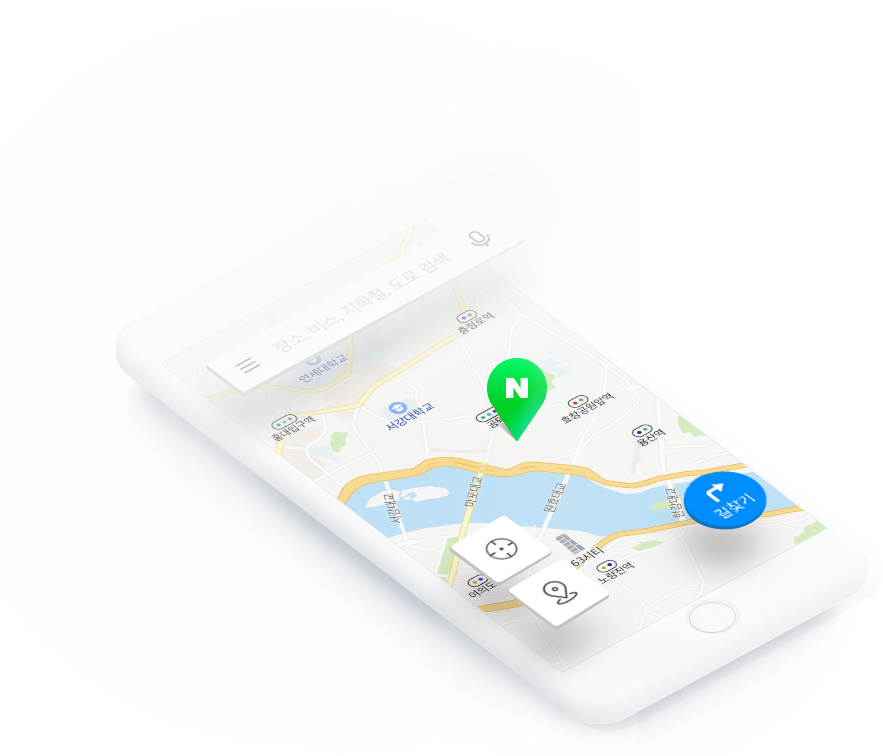 장소, 버스, 지하철, 도로 검색
충정로역
연세대학교
서강대학교
홍대입구역
N
공덕
효창공원앞역
용산역
마포대교
원효대교
서강대교
길찾기
63시티
노량진역
여의도